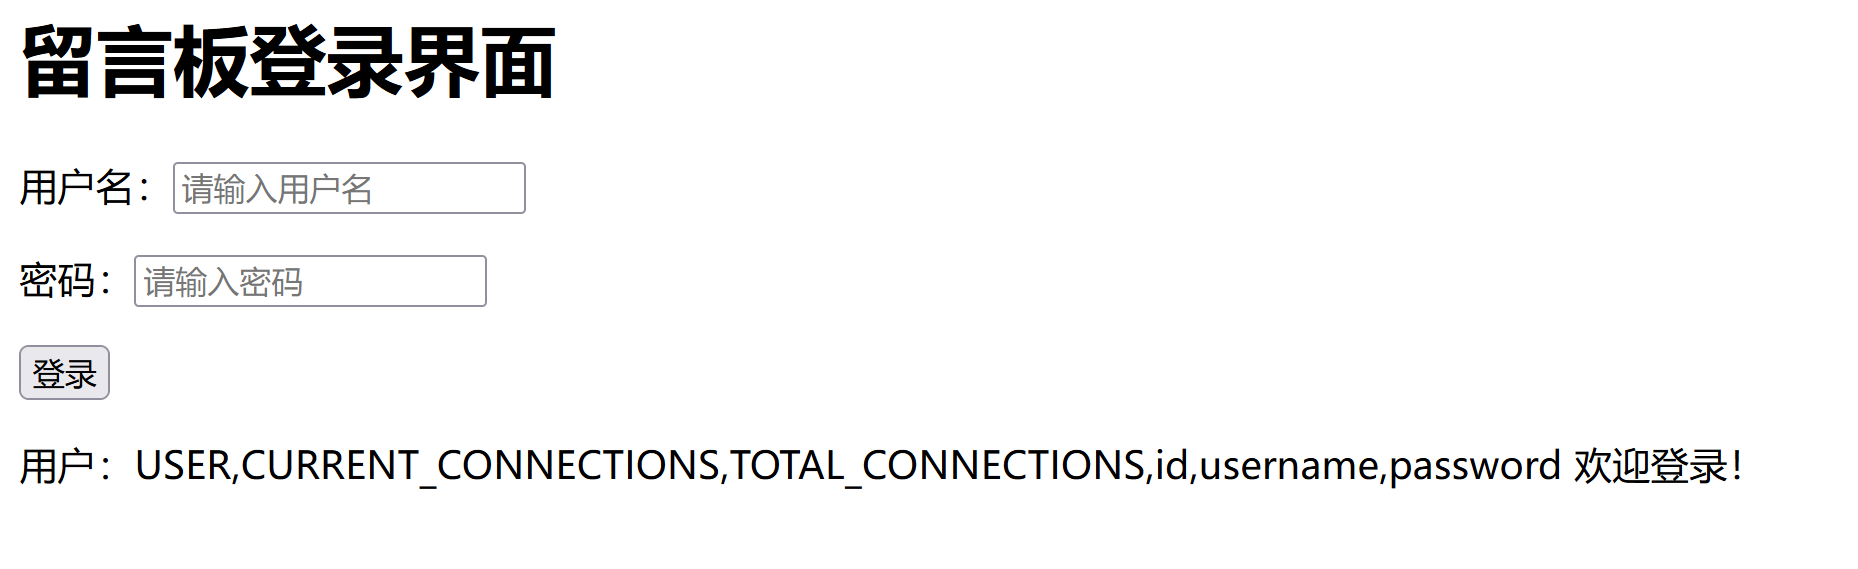 留言板登录界面
用户名：请输入用户名
密码：请输入密码
登录
用户：USER,CURRENT_CONNECTIONS,TOTAL_CONNECTIONS,id,username,password 欢迎登录！